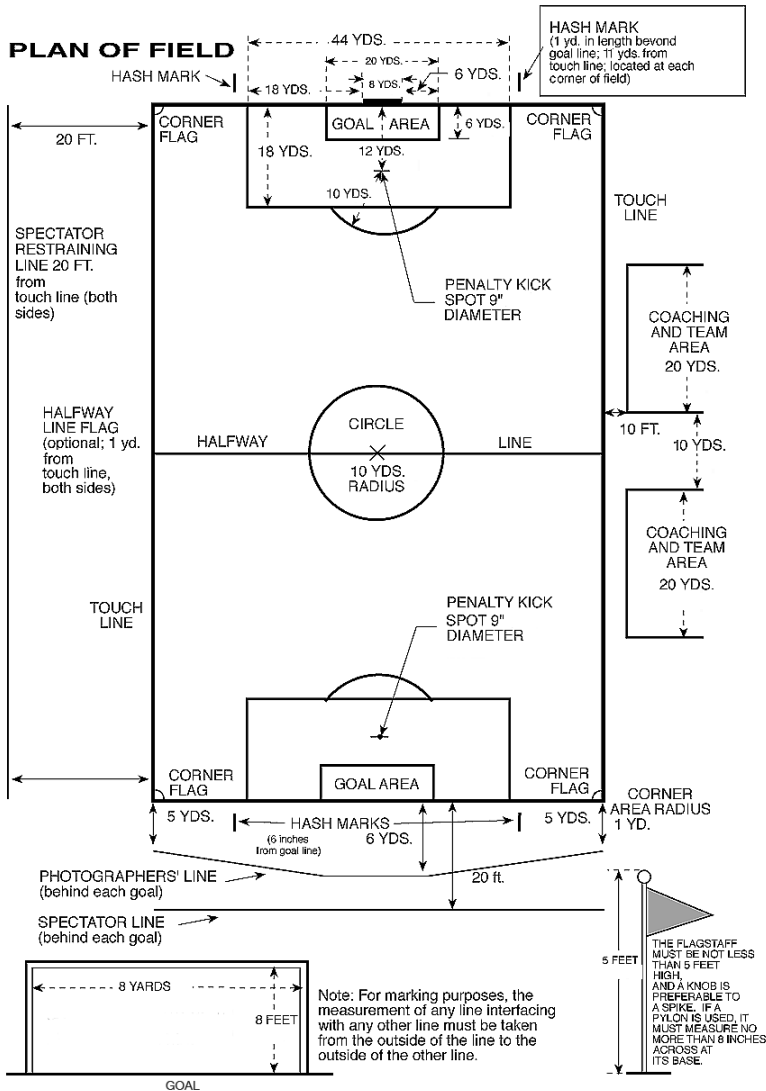 PLAN OF FIELD
44 YDS.
20 YDS.
8 YDS.
6 YDS.
18 YDS.
HASH MARK
HASH MARK
(1 yd. in length beyond
goal line; 11 yds. from
touch line; located at each
corner of field)
20 FT.
CORNER
FLAG
GOAL AREA
6 YDS.
CORNER
FLAG
18 YDS.
12 YDS.
10 YDS.
TOUCH
LINE
SPECTATOR
RESTRAINING
LINE 20 FT.
from
touch line (both
sides)
PENALTY KICK
SPOT 9"
DIAMETER
COACHING
AND TEAM
AREA
20 YDS.
HALFWAY
LINE FLAG
(optional; 1 yd.
from
touch line,
both sides)
HALFWAY
CIRCLE
LINE
10 YDS.
RADIUS
10 FT.
10 YDS.
COACHING
AND TEAM
AREA
20 YDS.
TOUCH
LINE
PENALTY KICK
SPOT 9"
DIAMETER
CORNER
FLAG
GOAL AREA
CORNER
FLAG
CORNER
AREA RADIUS
1 YD.
5 YDS.
HASH MARKS
(6 inches
from goal line)
6 YDS.
5 YDS.
PHOTOGRAPHERS' LINE
(behind each goal)
20 ft.
SPECTATOR LINE
(behind each goal)
8 YARDS
8 FEET
GOAL
Note: For marking purposes, the
measurement of any line interfacing
with any other line must be taken
from the outside of the line to the
outside of the other line.
5 FEET
THE FLAGSTAFF
MUST BE NOT LESS
THAN 5 FEET
HIGH,
AND A KNOB IS
PREFERABLE TO
A SPIKE. IF A
PYLON IS USED, IT
MUST MEASURE NO
MORE THAN 8 INCHES
ACROSS AT
ITS BASE.